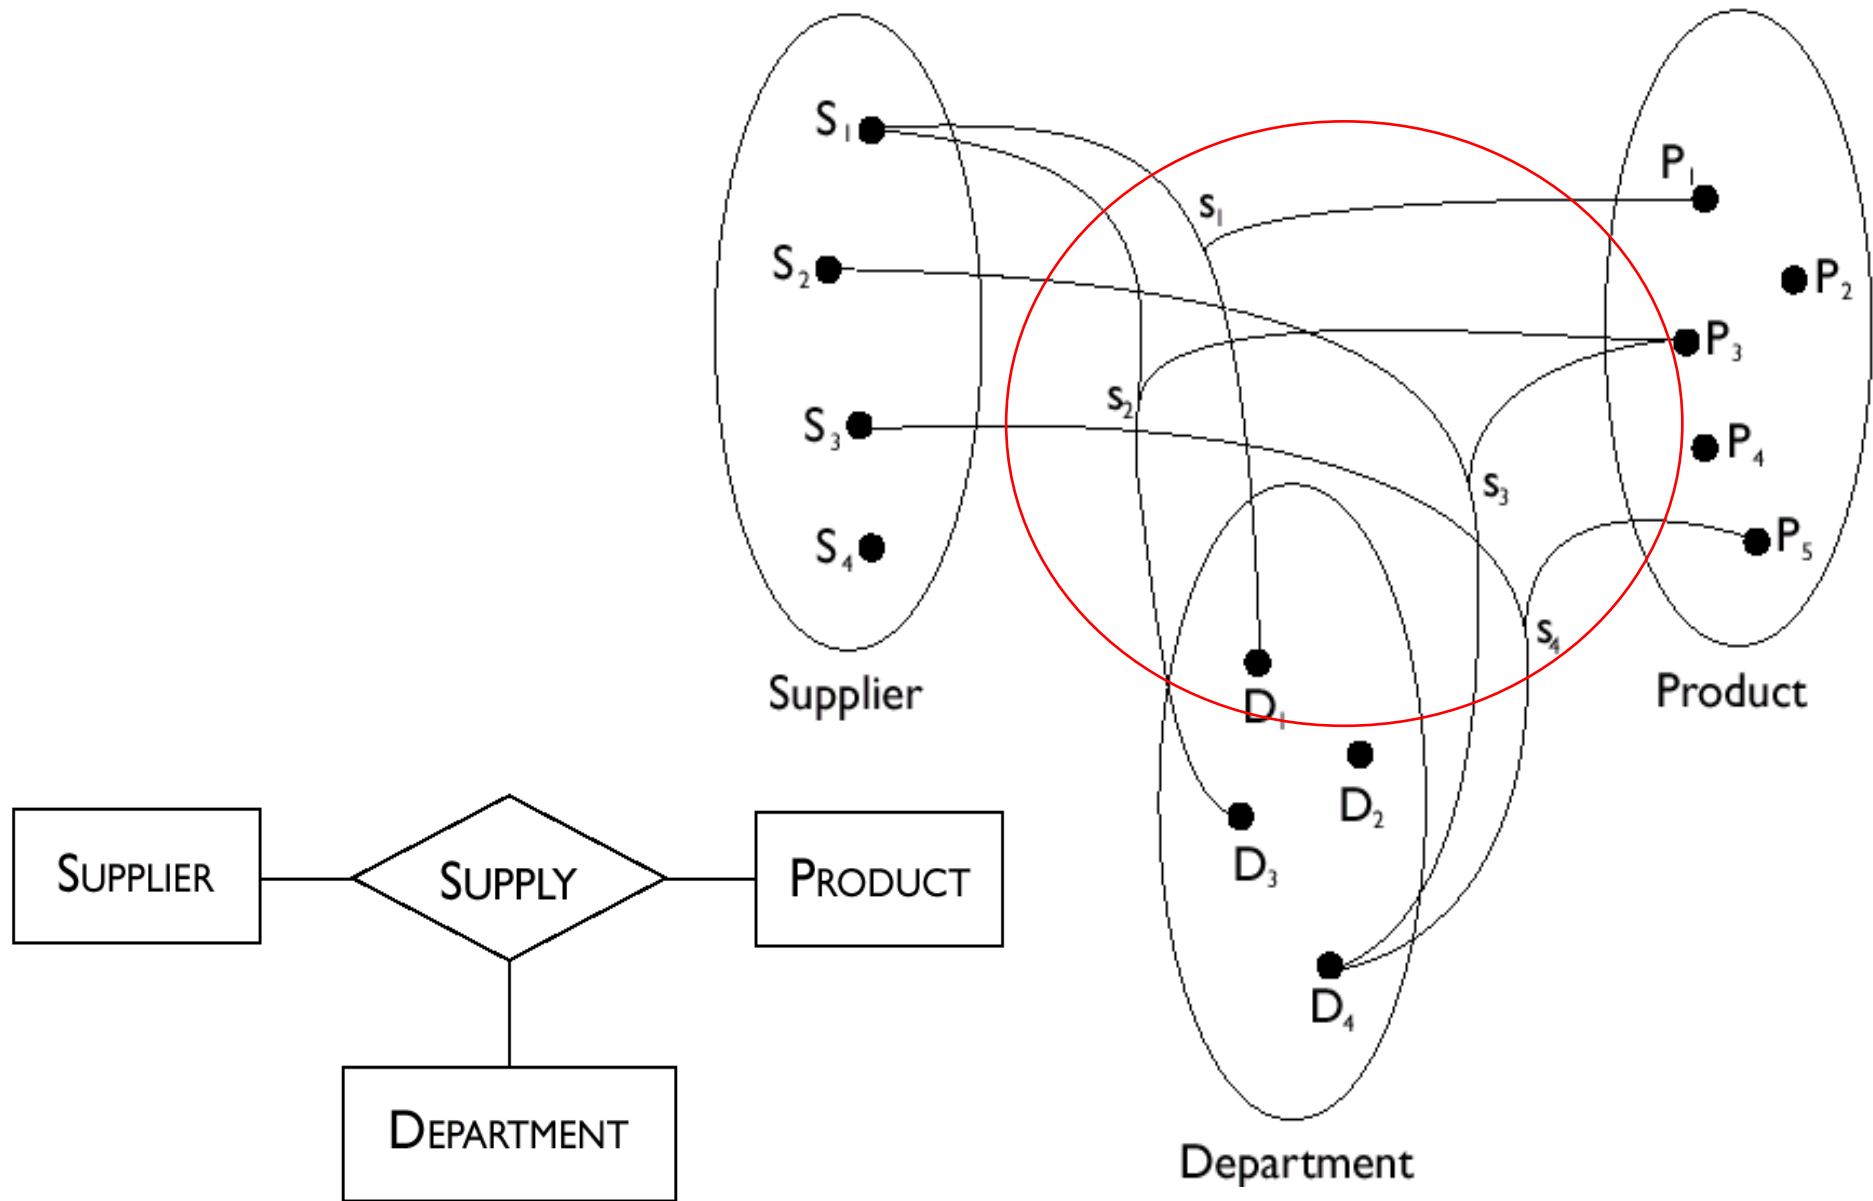 S₁
S₂
S₃
S₄
Supplier
s₁
s₂
s₃
s₄
P₁
P₂
P₃
P₄
P₅
Product
D₁
D₂
D₃
D₄
Department
SUPPLIER
SUPPLY
PRODUCT
DEPARTMENT